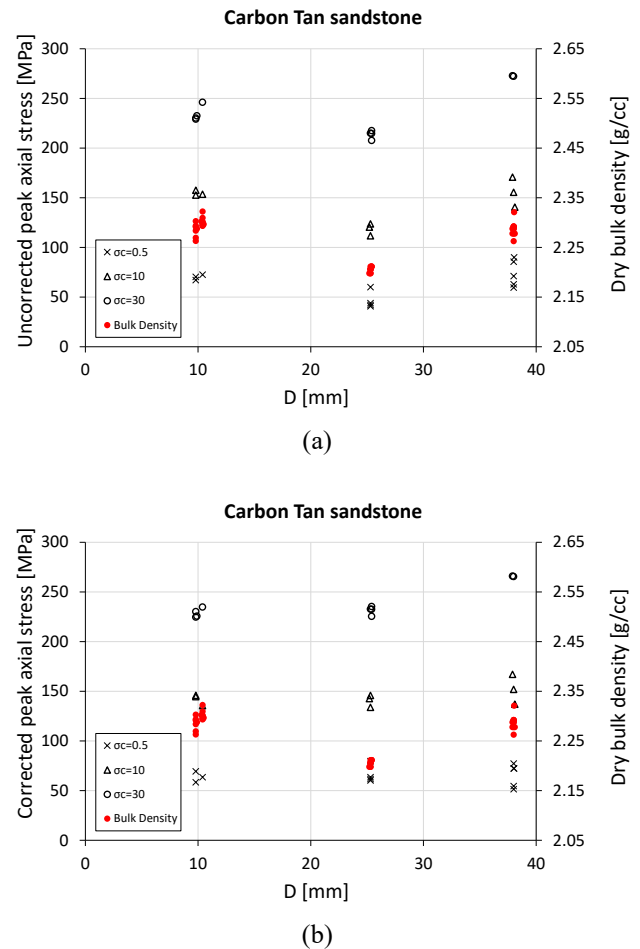 Carbon Tan sandstone
300
250
200
150
100
50
0
Uncorrected peak axial stress [MPa]
2.65
2.55
2.45
2.35
2.25
2.15
2.05
Dry bulk density [g/cc]
σc=0.5
σc=10
σc=30
Bulk Density
0 10 20 30 40
D [mm]
(a)
Carbon Tan sandstone
300
250
200
150
100
50
0
Corrected peak axial stress [MPa]
2.65
2.55
2.45
2.35
2.25
2.15
2.05
Dry bulk density [g/cc]
σc=0.5
σc=10
σc=30
Bulk Density
0 10 20 30 40
D [mm]
(b)